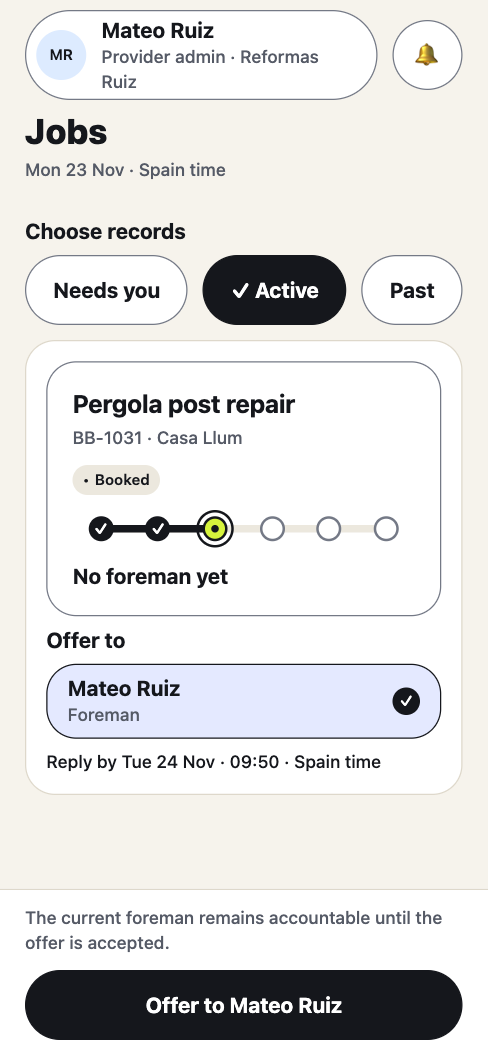 MR
Mateo Ruiz
Provider admin · Reformas
Ruiz
Jobs
Mon 23 Nov · Spain time
Choose records
Needs you
✓ Active
Past
Pergola post repair
BB-1031 · Casa Llum
• Booked
No foreman yet
Offer to
Mateo Ruiz
Foreman
Reply by Tue 24 Nov · 09:50 · Spain time
The current foreman remains accountable until the
offer is accepted.
Offer to Mateo Ruiz